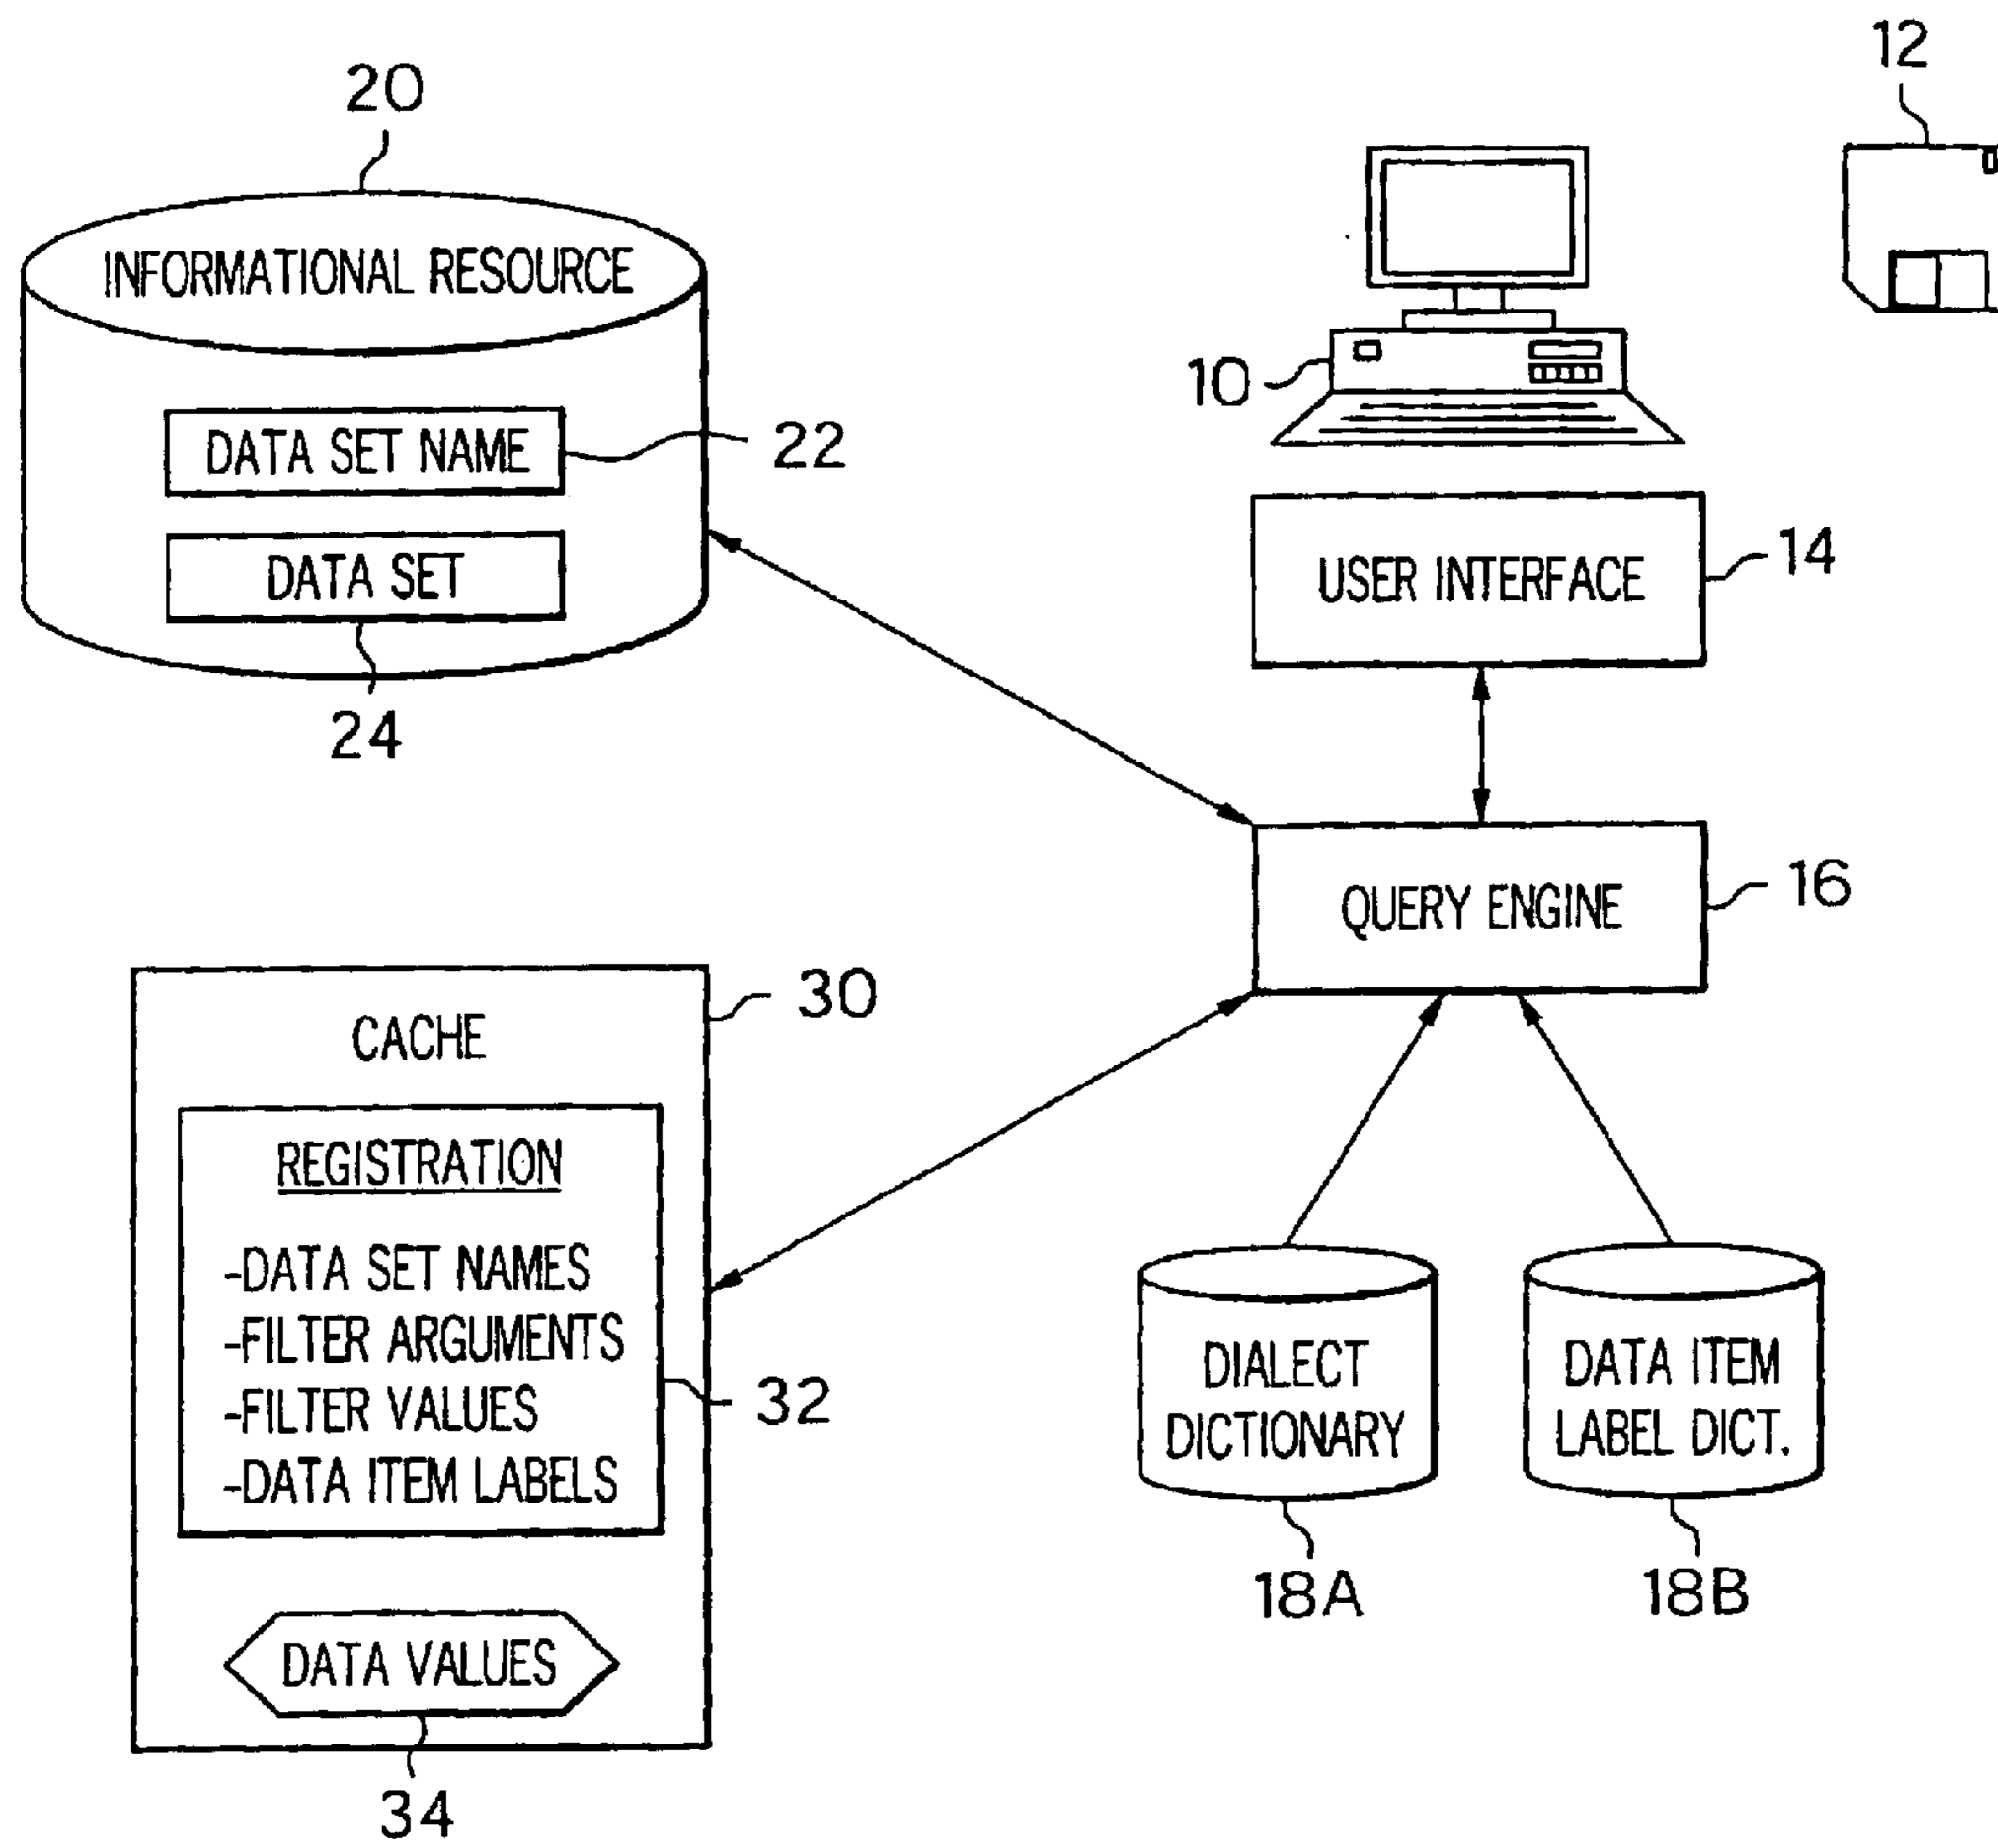 20
INFORMATIONAL RESOURCE
DATA SET NAME
22
DATA SET
24
12
10
USER INTERFACE
14
QUERY ENGINE
16
CACHE
30
REGISTRATION
-DATA SET NAMES
-FILTER ARGUMENTS
-FILTER VALUES
-DATA ITEM LABELS
32
DATA VALUES
34
DIALECT
DICTIONARY
18A
DATA ITEM
LABEL DICT.
18B